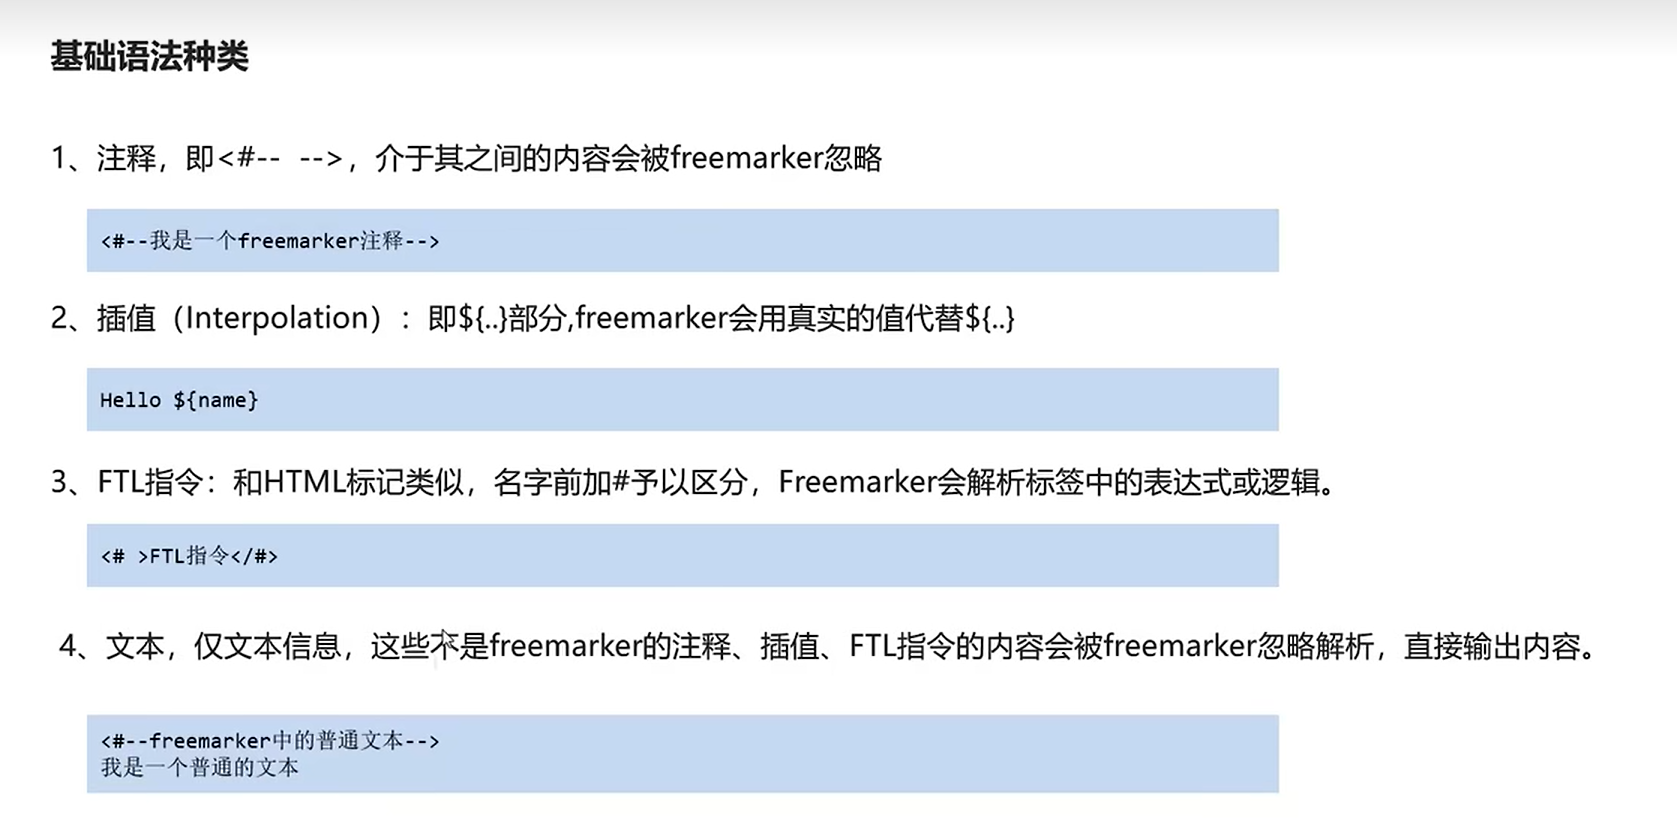 基础语法种类
1、注释，即<#--  -->，介于其之间的内容会被freemarker忽略
<#--我是一个freemarker注释-->
2、插值（Interpolation）：即${..}部分,freemarker会用真实的值代替${..}
Hello ${name}
3、FTL指令：和HTML标记类似，名字前加#予以区分，Freemarker会解析标签中的表达式或逻辑。
<# >FTL指令</#>
4、文本，仅文本信息，这些不是freemarker的注释、插值、FTL指令的内容会被freemarker忽略解析，直接输出内容。
<#--freemarker中的普通文本-->
我是一个普通的文本